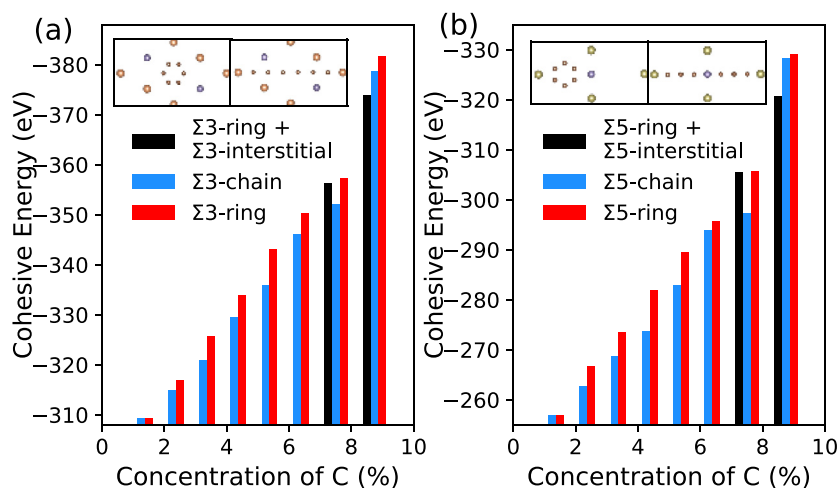 (a)
Cohesive Energy (eV)
−380
−370
−360
−350
−340
−330
−320
−310
Σ3-ring +
Σ3-interstitial
Σ3-chain
Σ3-ring
0 2 4 6 8 10
Concentration of C (%)
(b)
Cohesive Energy (eV)
−330
−320
−310
−300
−290
−280
−270
−260
Σ5-ring +
Σ5-interstitial
Σ5-chain
Σ5-ring
0 2 4 6 8 10
Concentration of C (%)